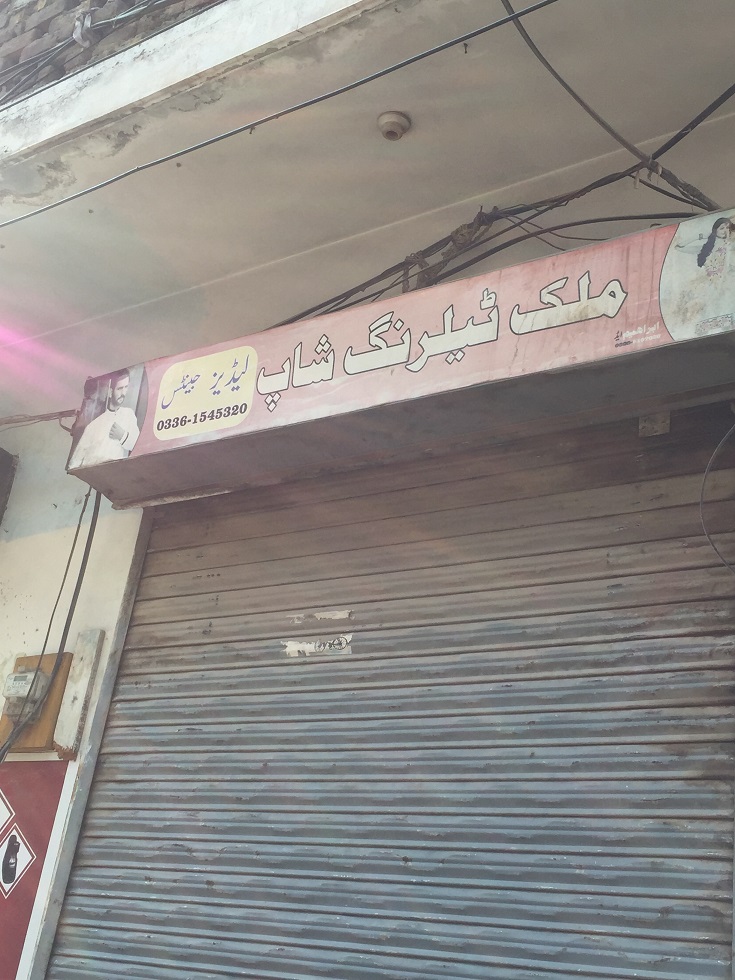 ملک ٹیلرنگ شاپ
لیڈیز جینٹس
0336-1545320